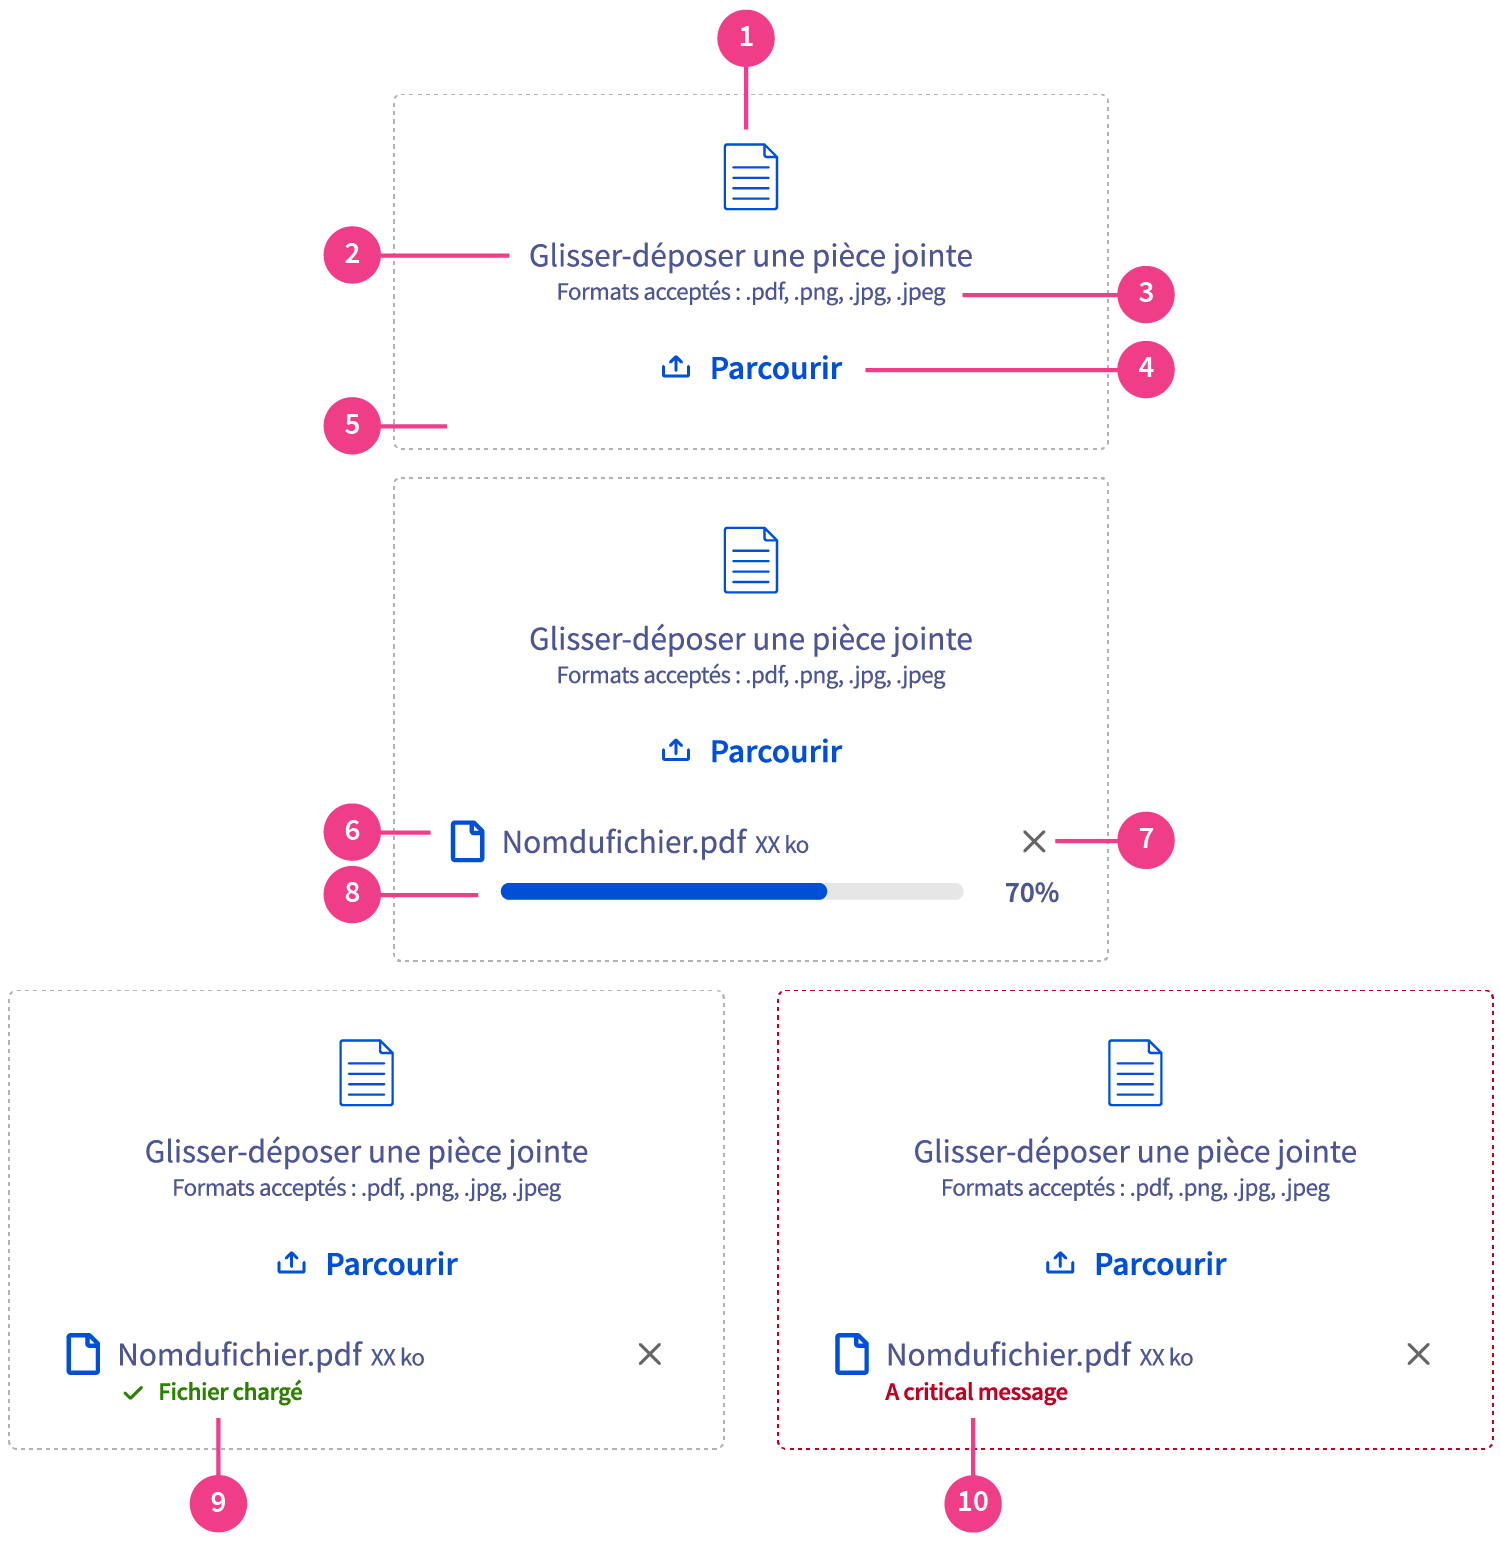 1
2
Glisser-déposer une pièce jointe
Formats acceptés : .pdf, .png, .jpg, .jpeg
3
Parcourir
4
5
Glisser-déposer une pièce jointe
Formats acceptés : .pdf, .png, .jpg, .jpeg
Parcourir
6
Nomdufichier.pdf XX ko
7
8
70%
Glisser-déposer une pièce jointe
Formats acceptés : .pdf, .png, .jpg, .jpeg
Parcourir
Nomdufichier.pdf XX ko
Fichier chargé
9
Glisser-déposer une pièce jointe
Formats acceptés : .pdf, .png, .jpg, .jpeg
Parcourir
Nomdufichier.pdf XX ko
A critical message
10